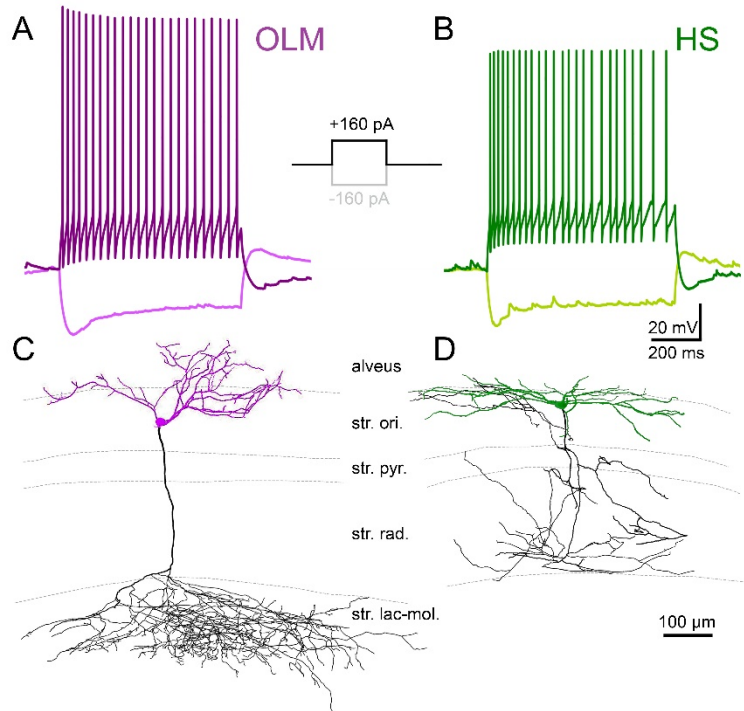 A
OLM
B
HS
+160 pA
-160 pA
20 mV
200 ms
C
D
alveus
str. ori.
str. pyr.
str. rad.
str. lac-mol.
100 µm